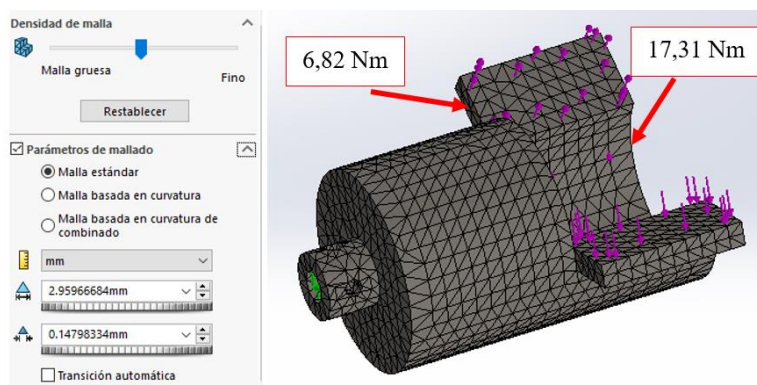 Densidad de malla
Malla gruesa
Fino
Restablecer
Parámetros de mallado
Malla estándar
Malla basada en curvatura
Malla basada en curvatura de
combinado
mm
2.95966684mm
0.14798334mm
Transición automática
6,82 Nm
17,31 Nm